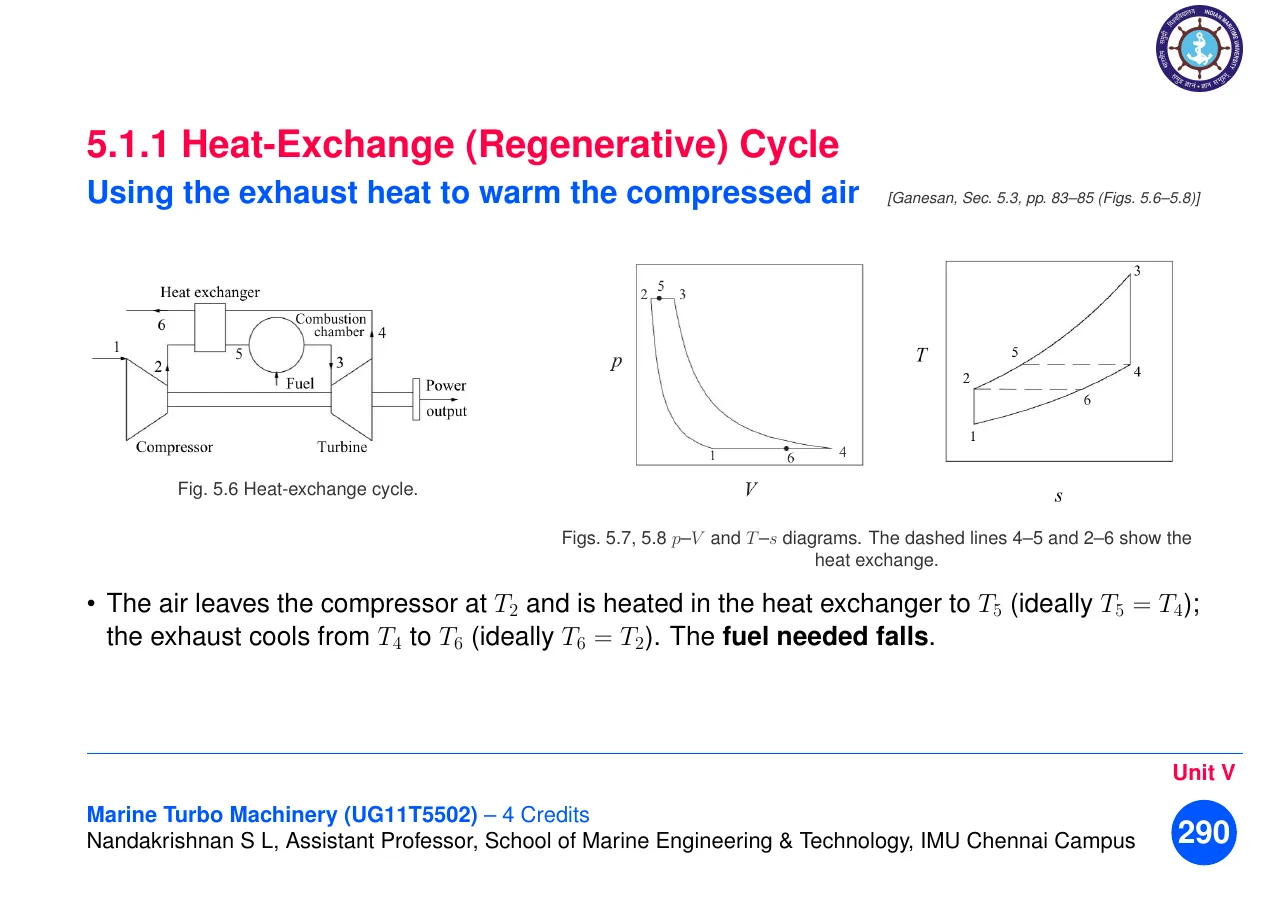 समुद्री विश्वविद्यालय INDIAN MARITIME UNIVERSITY
5.1.1 Heat-Exchange (Regenerative) Cycle
Using the exhaust heat to warm the compressed air [Ganesan, Sec. 5.3, pp. 83–85 (Figs. 5.6–5.8)]
Heat exchanger
Combustion
chamber
1
2
3
4
5
6
Fuel
Power
output
Compressor
Turbine
Fig. 5.6 Heat-exchange cycle.
p
2
5
3
1
6
4
V
T
3
5
2
4
6
1
s
Figs. 5.7, 5.8 p–V and T–s diagrams. The dashed lines 4–5 and 2–6 show the
heat exchange.
• The air leaves the compressor at T₂ and is heated in the heat exchanger to T₅ (ideally T₅ = T₄);
the exhaust cools from T₄ to T₆ (ideally T₆ = T₂). The fuel needed falls.
Unit V
Marine Turbo Machinery (UG11T5502) – 4 Credits
Nandakrishnan S L, Assistant Professor, School of Marine Engineering & Technology, IMU Chennai Campus
290